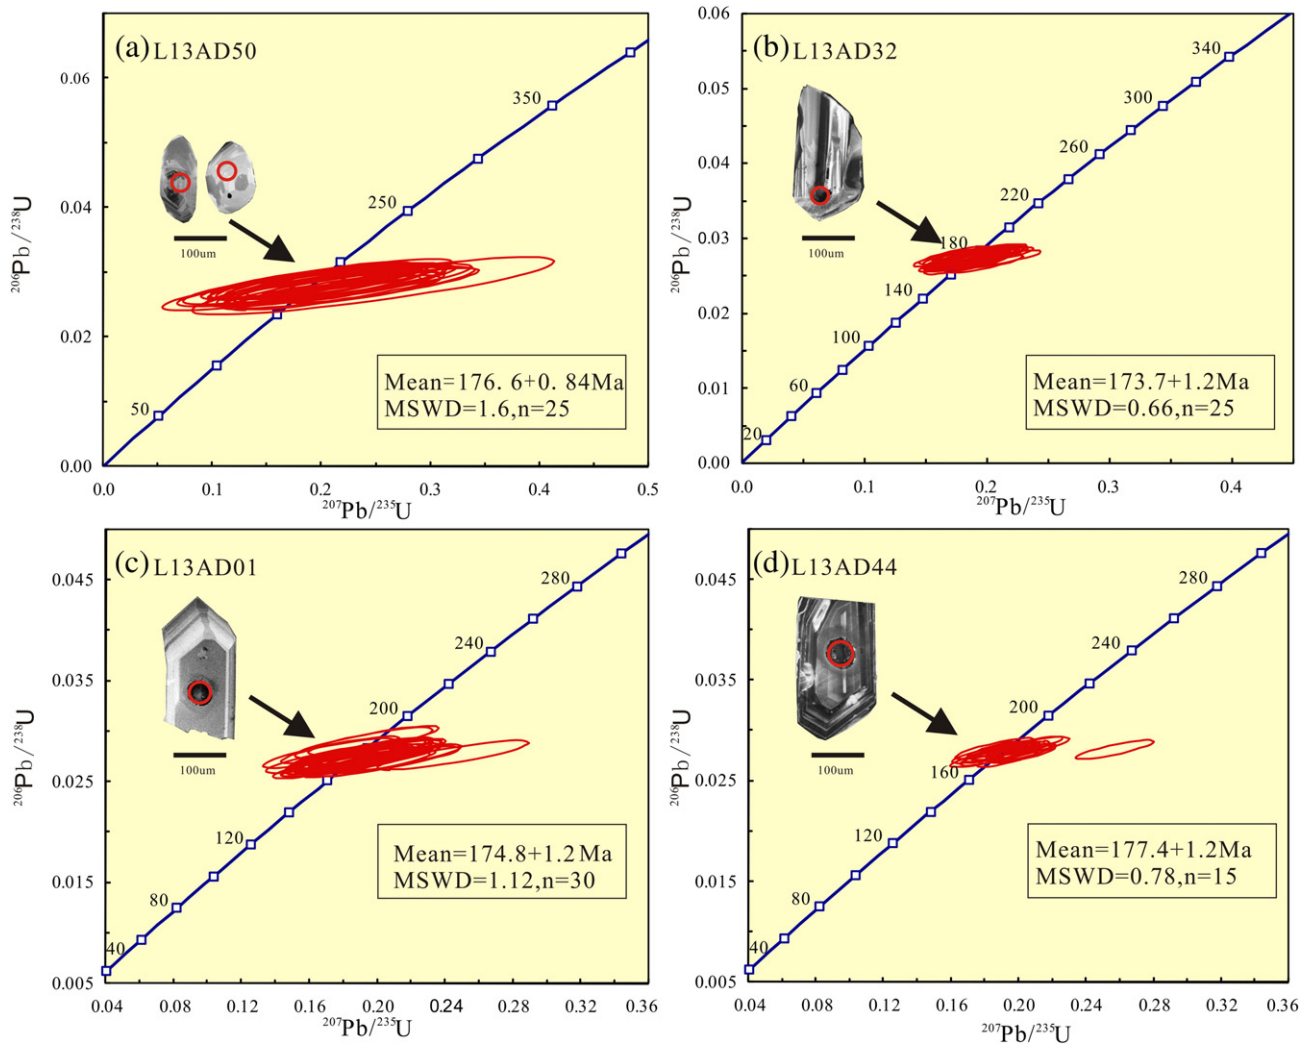 (a) L13AD50
0.06
0.04
0.02
0.00
²⁰⁶Pb/²³⁸U
350
250
50
100um
Mean=176. 6+0. 84Ma
MSWD=1.6,n=25
0.0 0.1 0.2 0.3 0.4 0.5
²⁰⁷Pb/²³⁵U
(b) L13AD32
0.06
0.05
0.04
0.03
0.02
0.01
0.00
²⁰⁶Pb/²³⁸U
340
300
260
220
180
140
100
60
20
100um
Mean=173.7+1.2Ma
MSWD=0.66,n=25
0.0 0.1 0.2 0.3 0.4
²⁰⁷Pb/²³⁵U
(c) L13AD01
0.045
0.035
0.025
0.015
0.005
²⁰⁶Pb/²³⁸U
280
240
200
120
80
40
100um
Mean=174.8+1.2Ma
MSWD=1.12,n=30
0.04 0.08 0.12 0.16 0.20 0.24 0.28 0.32 0.36
²⁰⁷Pb/²³⁵U
(d) L13AD44
0.045
0.035
0.025
0.015
0.005
²⁰⁶Pb/²³⁸U
280
240
200
160
120
80
40
100um
Mean=177.4+1.2Ma
MSWD=0.78,n=15
0.04 0.08 0.12 0.16 0.20 0.24 0.28 0.32 0.36
²⁰⁷Pb/²³⁵U